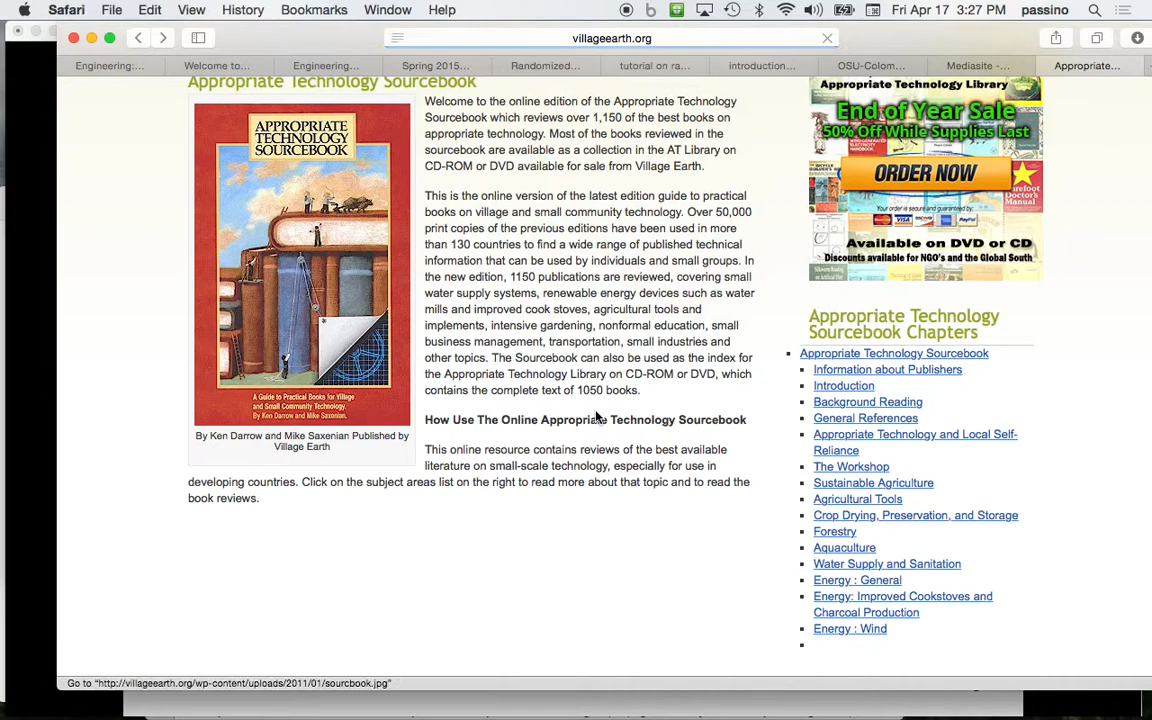 Safari File Edit View History Bookmarks Window Help Fri Apr 17 3:27 PM passino
villageearth.org
Engineering:... Welcome to... Engineering... Spring 2015... Randomized... tutorial on ra... introduction... OSU-Colom... Mediasite -... Appropriate...
Appropriate Technology Sourcebook
APPROPRIATE
TECHNOLOGY
SOURCEBOOK
A Guide to Practical Books for Village
and Small Community Technology.
By Ken Darrow and Mike Saxenian.
By Ken Darrow and Mike Saxenian Published by
Village Earth
Welcome to the online edition of the Appropriate Technology
Sourcebook which reviews over 1,150 of the best books on
appropriate technology. Most of the books reviewed in the
sourcebook are available as a collection in the AT Library on
CD-ROM or DVD available for sale from Village Earth.
This is the online version of the latest edition guide to practical
books on village and small community technology. Over 50,000
print copies of the previous editions have been used in more
than 130 countries to find a wide range of published technical
information that can be used by individuals and small groups. In
the new edition, 1150 publications are reviewed, covering small
water supply systems, renewable energy devices such as water
mills and improved cook stoves, agricultural tools and
implements, intensive gardening, nonformal education, small
business management, transportation, small industries and
other topics. The Sourcebook can also be used as the index for
the Appropriate Technology Library on CD-ROM or DVD, which
contains the complete text of 1050 books.
How Use The Online Appropriate Technology Sourcebook
This online resource contains reviews of the best available
literature on small-scale technology, especially for use in
developing countries. Click on the subject areas list on the right to read more about that topic and to read the
book reviews.
Appropriate Technology Library
End of Year Sale
50% Off While Supplies Last
ORDER NOW
Your order is secure and guaranteed by:
VISA DISCOVER PayPal
Barefoot
Doctor's
Manual
Available on DVD or CD
Discounts available for NGO's and the Global South
Appropriate Technology
Sourcebook Chapters
Appropriate Technology Sourcebook
Information about Publishers
Introduction
Background Reading
General References
Appropriate Technology and Local Self-
Reliance
The Workshop
Sustainable Agriculture
Agricultural Tools
Crop Drying, Preservation, and Storage
Forestry
Aquaculture
Water Supply and Sanitation
Energy : General
Energy: Improved Cookstoves and
Charcoal Production
Energy : Wind
Go to "http://villageearth.org/wp-content/uploads/2011/01/sourcbook.jpg"